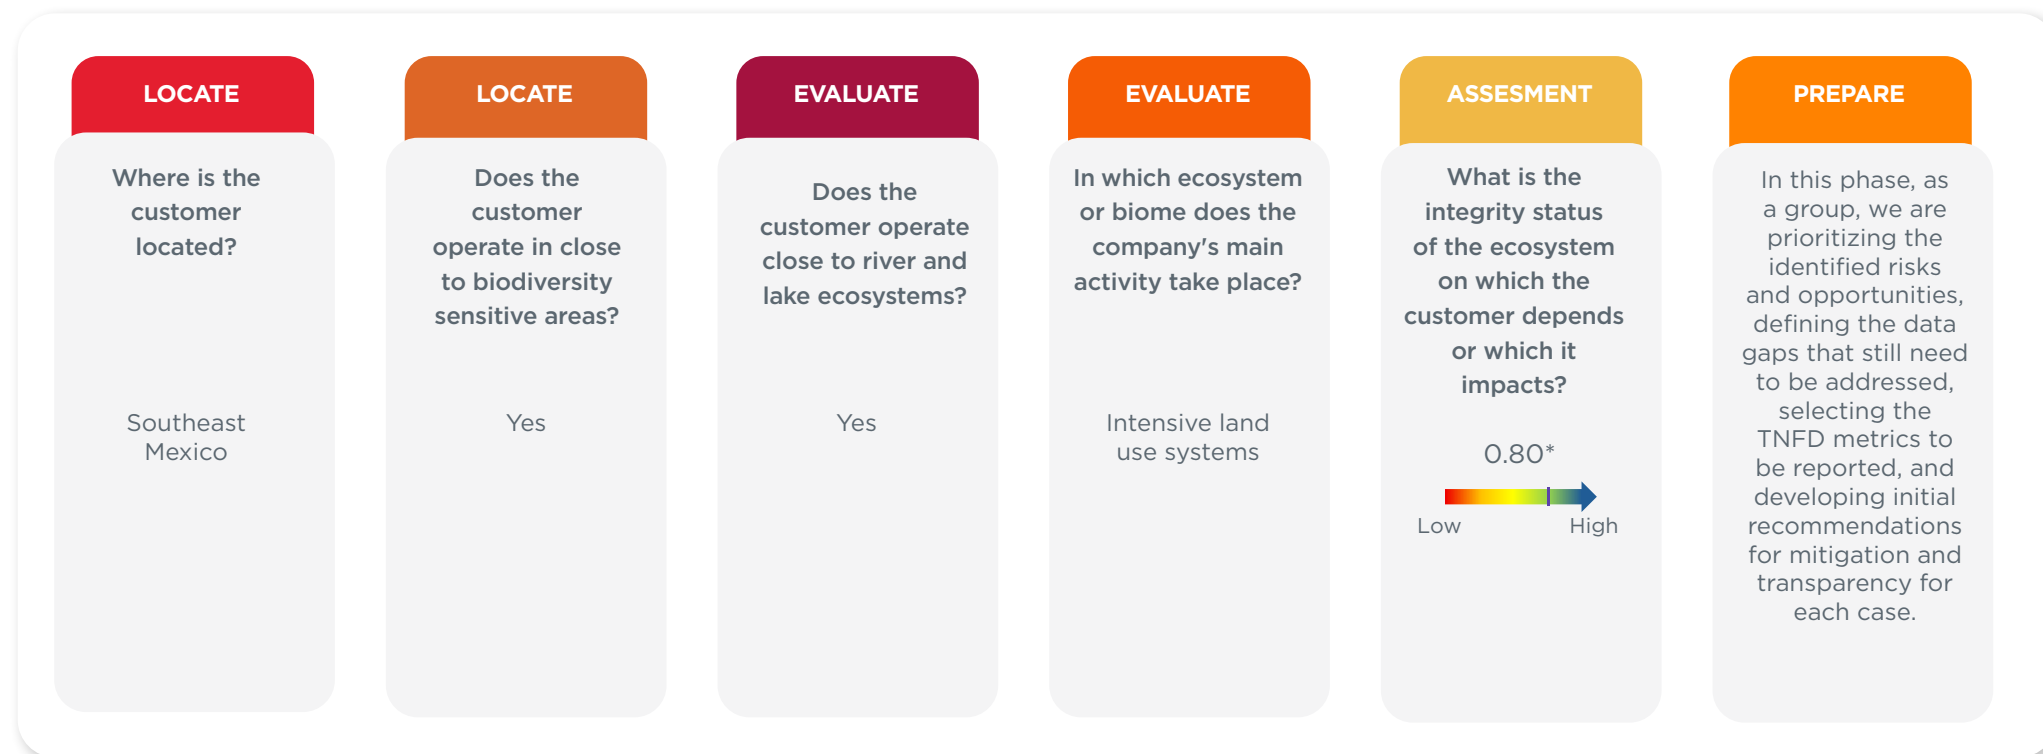 LOCATE
Where is the
customer
located?
Southeast
Mexico
LOCATE
Does the
customer
operate in close
to biodiversity
sensitive areas?
Yes
EVALUATE
Does the
customer operate
close to river and
lake ecosystems?
Yes
EVALUATE
In which ecosystem
or biome does the
company's main
activity take place?
Intensive land
use systems
ASSESMENT
What is the
integrity status
of the ecosystem
on which the
customer depends
or which it
impacts?
0.80*
Low High
PREPARE
In this phase, as
a group, we are
prioritizing the
identified risks
and opportunities,
defining the data
gaps that still need
to be addressed,
selecting the
TNFD metrics to
be reported, and
developing initial
recommendations
for mitigation and
transparency for
each case.